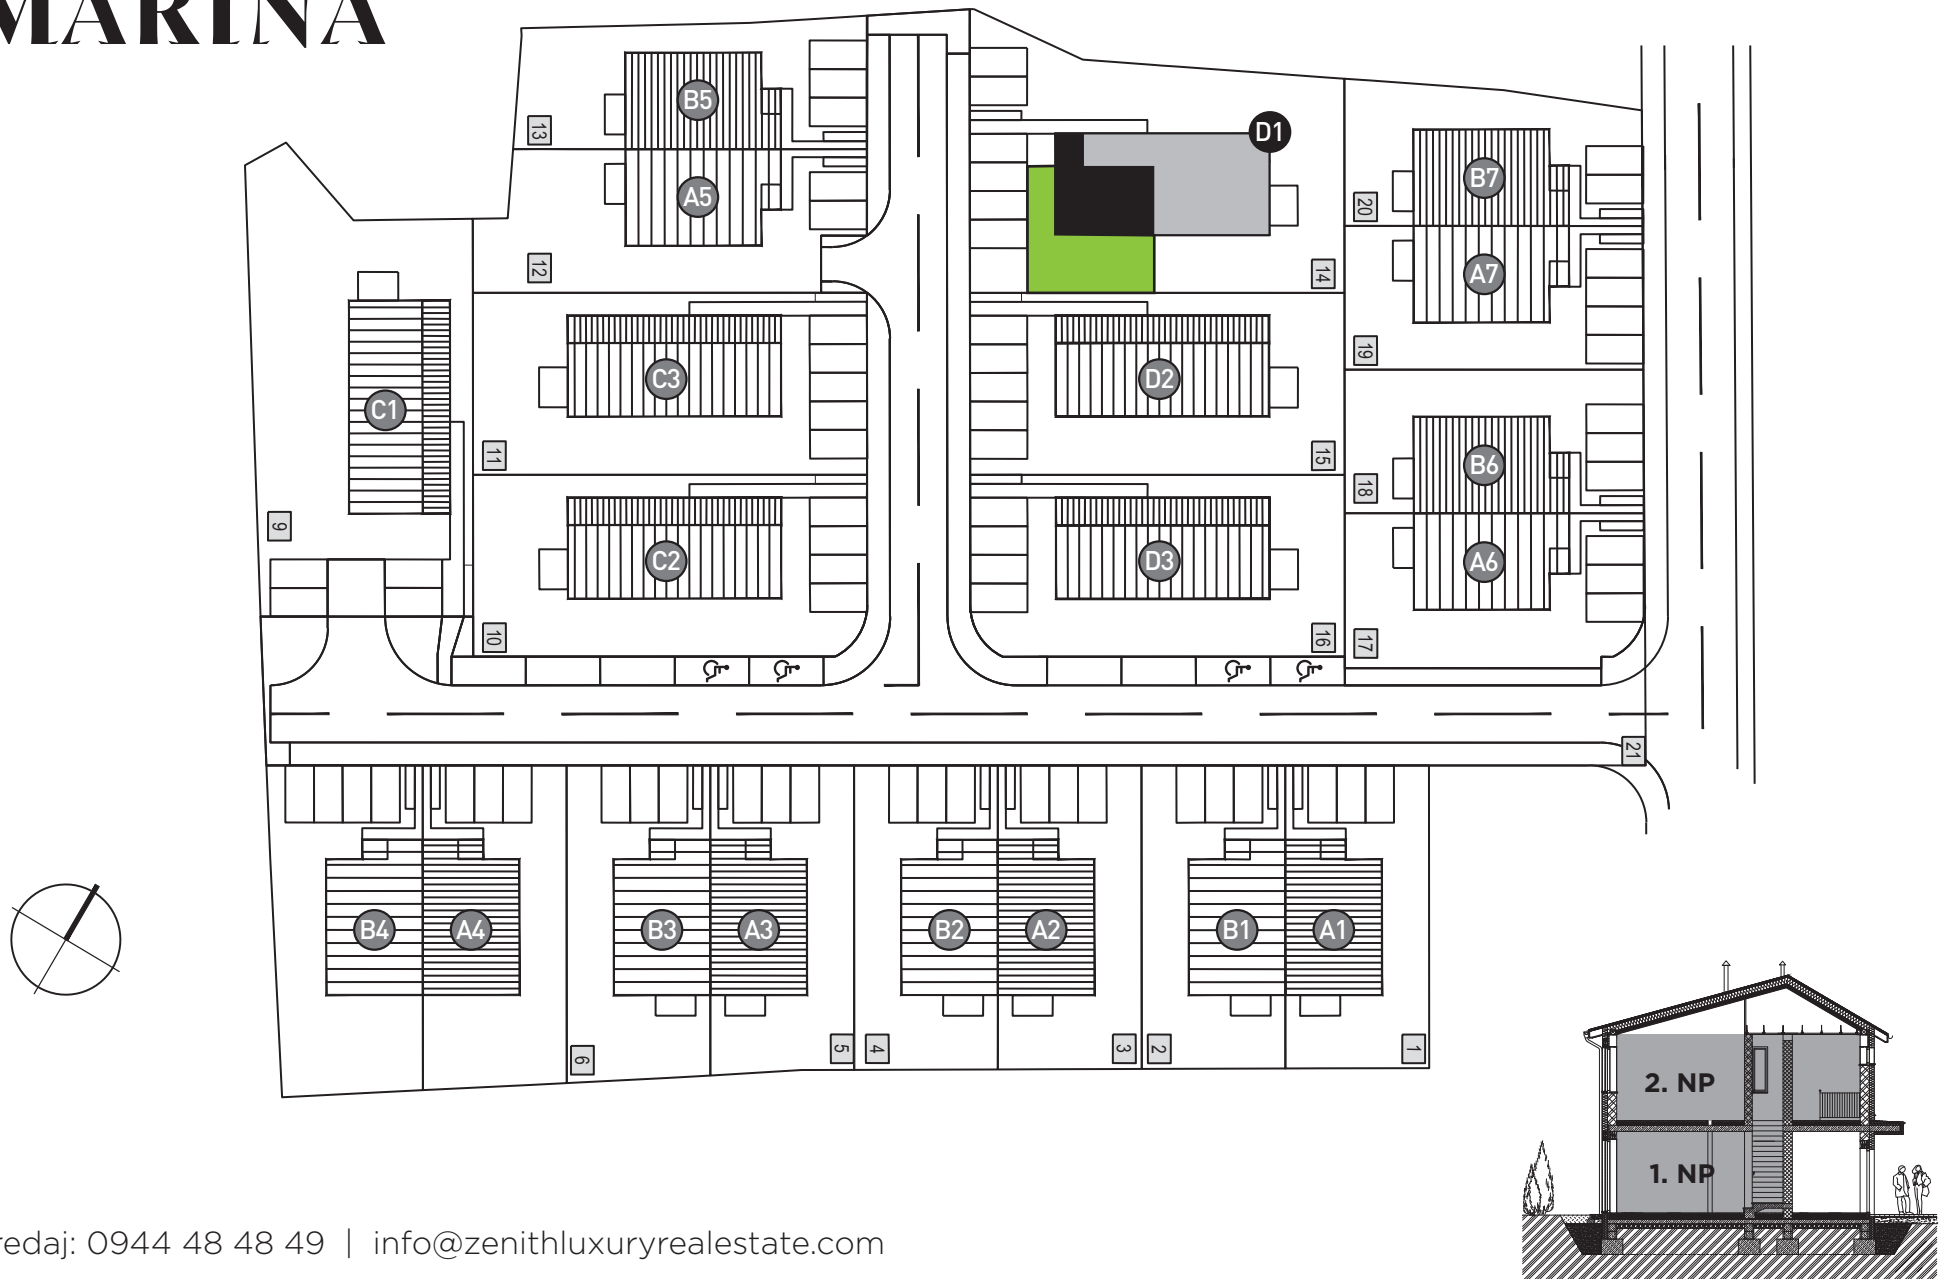 MARINA
B5
13
D1
B7
A5
20
12
14
A7
C1
C3
D2
19
11
15
B6
18
9
C2
D3
A6
10
16
17
21
B4
A4
B3
A3
B2
A2
B1
A1
6
5
4
3
2
1
2. NP
1. NP
redaj: 0944 48 48 49 | info@zenithluxuryrealestate.com